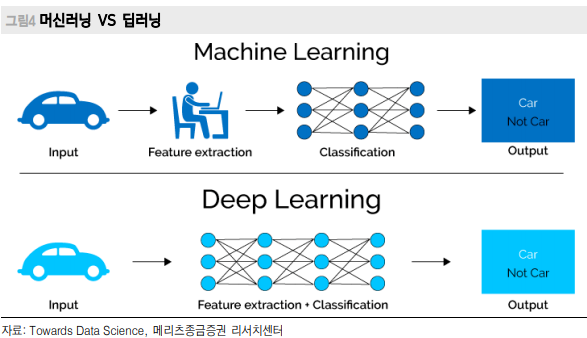 그림4 머신러닝 VS 딥러닝
Machine Learning
Car
Not Car
Input
Feature extraction
Classification
Output
Deep Learning
Car
Not Car
Input
Feature extraction + Classification
Output
자료: Towards Data Science, 메리츠종금증권 리서치센터